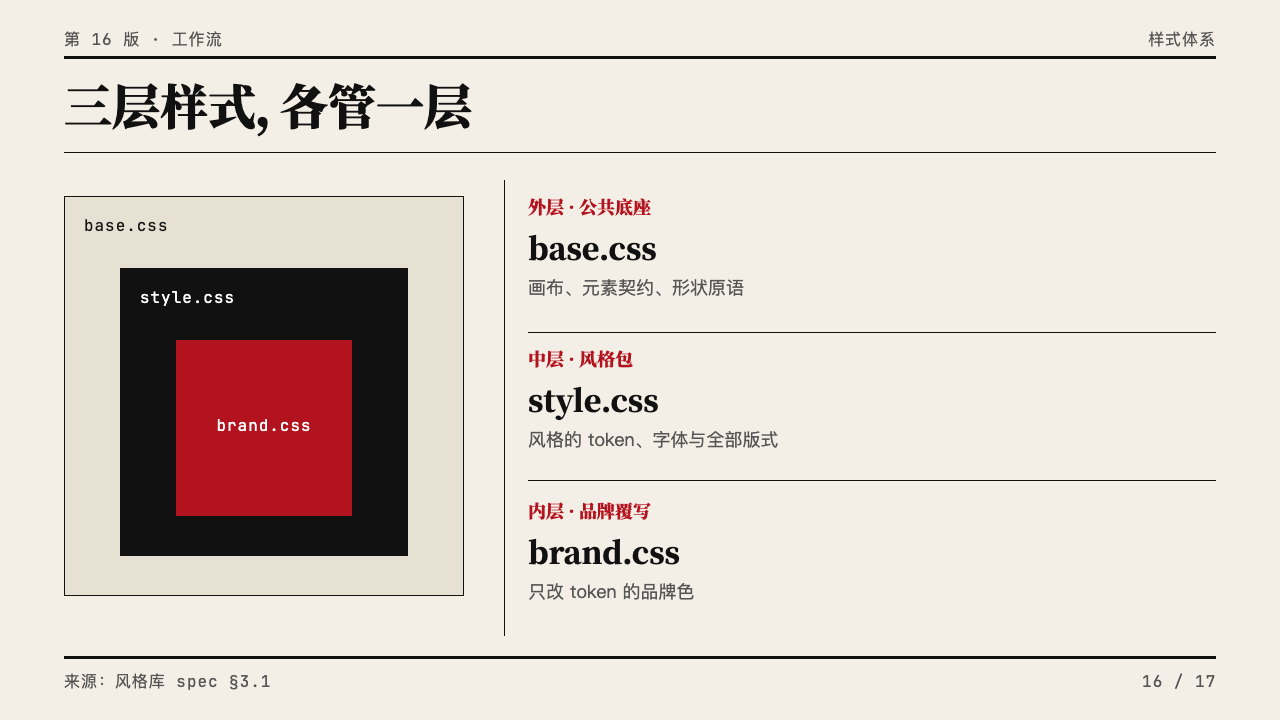 第 16 版 · 工作流
样式体系
三层样式, 各管一层
base.css
style.css
brand.css
外层 · 公共底座
base.css
画布、元素契约、形状原语
中层 · 风格包
style.css
风格的 token、字体与全部版式
内层 · 品牌覆写
brand.css
只改 token 的品牌色
来源: 风格库 spec §3.1
16 / 17